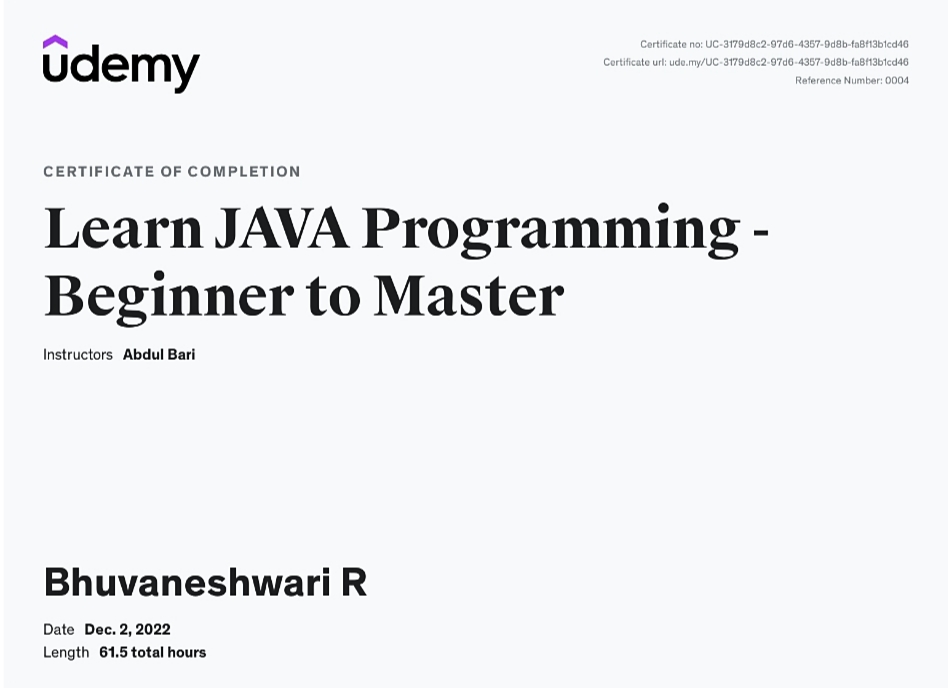 udemy
Certificate no: UC-3179d8c2-97d6-4357-9d8b-fa8f13b1cd46
Certificate url: ude.my/UC-3179d8c2-97d6-4357-9d8b-fa8f13b1cd46
Reference Number: 0004
CERTIFICATE OF COMPLETION
Learn JAVA Programming -
Beginner to Master
Instructors Abdul Bari
Bhuvaneshwari R
Date Dec. 2, 2022
Length 61.5 total hours